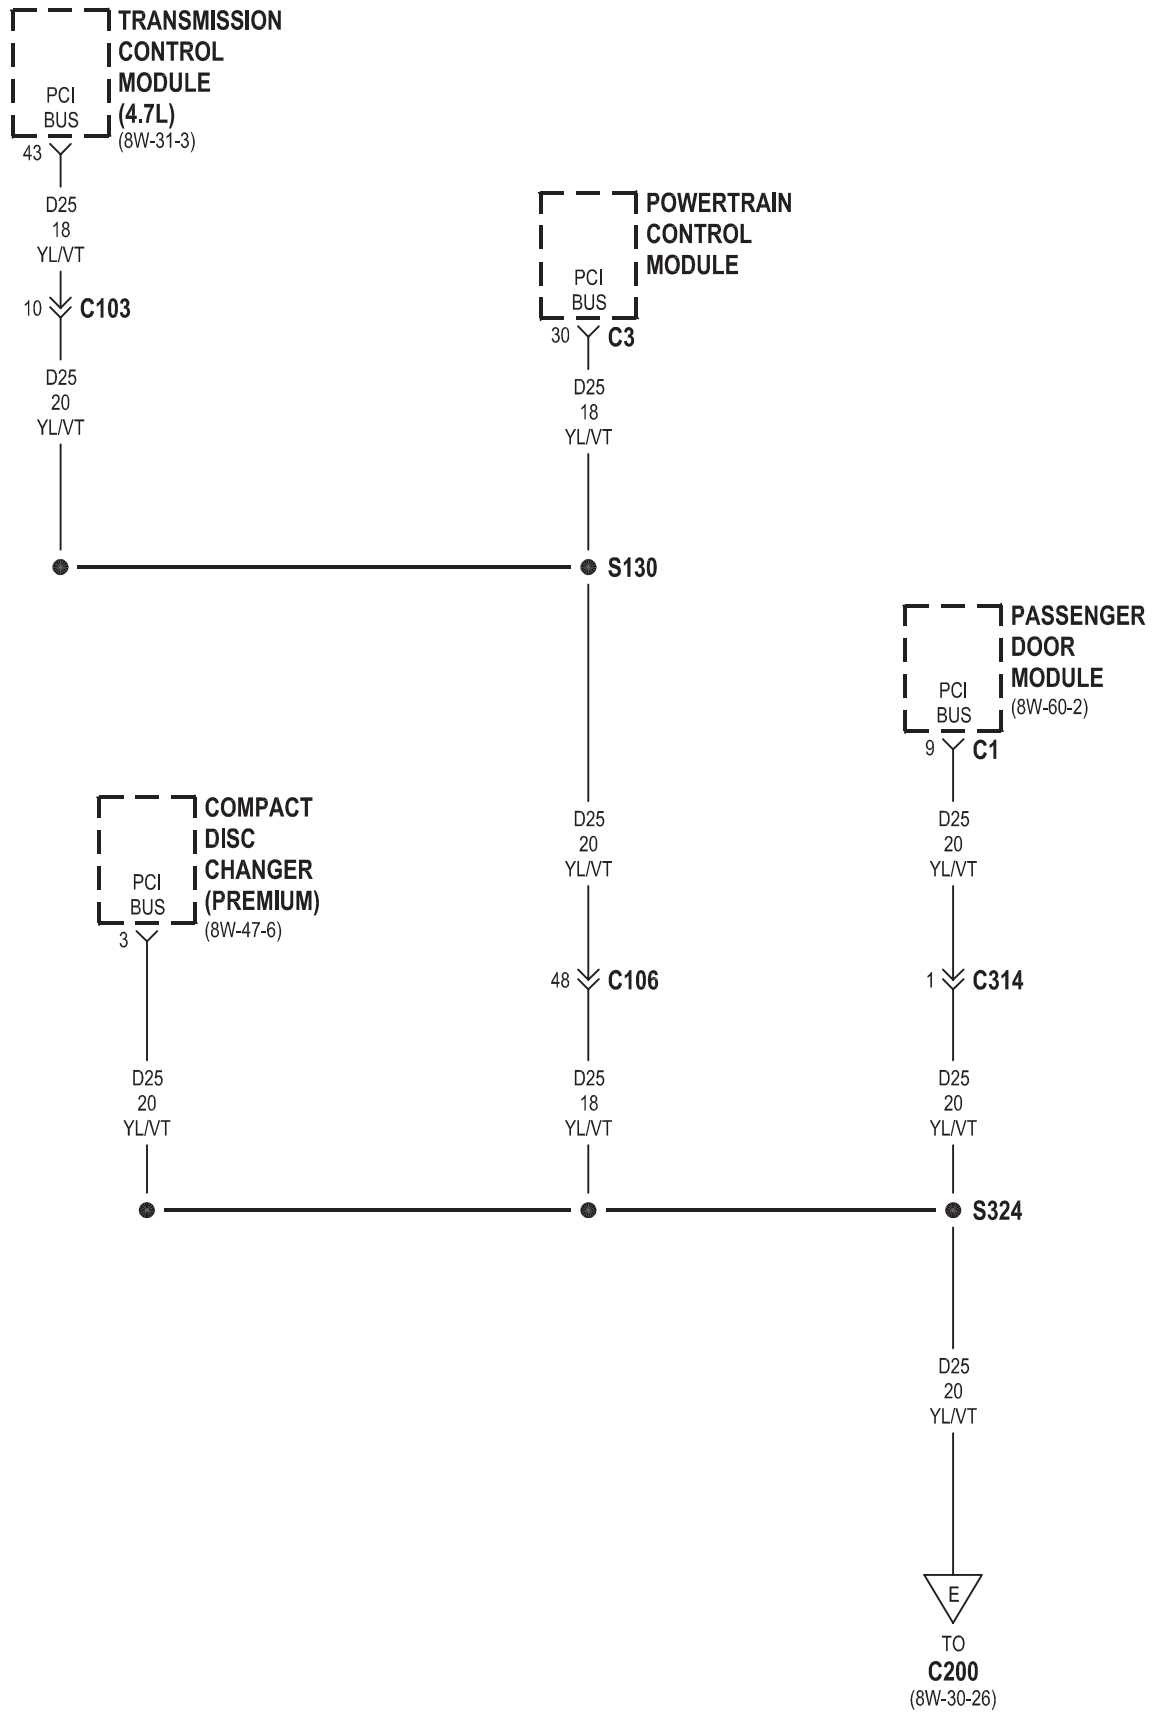 TRANSMISSION
CONTROL
MODULE
(4.7L)
(8W-31-3)
PCI
BUS
43
D25
18
YL/VT
10
C103
D25
20
YL/VT
POWERTRAIN
CONTROL
MODULE
PCI
BUS
30
C3
D25
18
YL/VT
S130
PASSENGER
DOOR
MODULE
(8W-60-2)
PCI
BUS
9
C1
D25
20
YL/VT
D25
20
YL/VT
COMPACT
DISC
CHANGER
(PREMIUM)
(8W-47-6)
PCI
BUS
3
48
C106
1
C314
D25
20
YL/VT
D25
18
YL/VT
D25
20
YL/VT
S324
D25
20
YL/VT
E
TO
C200
(8W-30-26)